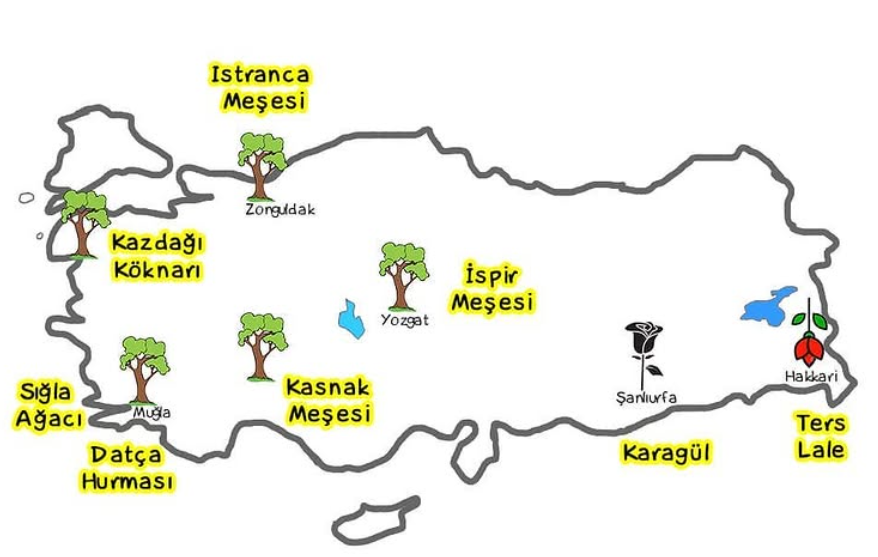 Istranca
Meşesi
Zonguldak
Kazdağı
Köknarı
İspir
Meşesi
Yozgat
Kasnak
Meşesi
Sığla
Ağacı
Muğla
Datça
Hurması
Şanlıurfa
Karagül
Hakkari
Ters
Lale